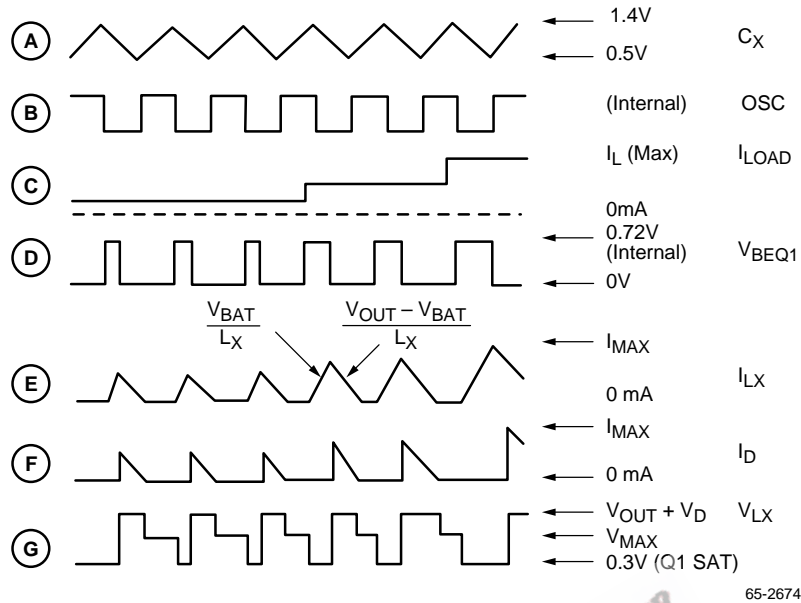 A
1.4V
0.5V
CX
B
(Internal)
OSC
C
IL (Max)
ILOAD
0mA
D
0.72V
(Internal)
VBEQ1
0V
VBAT
LX
VOUT – VBAT
LX
E
IMAX
ILX
0 mA
F
IMAX
ID
0 mA
G
VOUT + VD
VLX
VMAX
0.3V (Q1 SAT)
65-2674